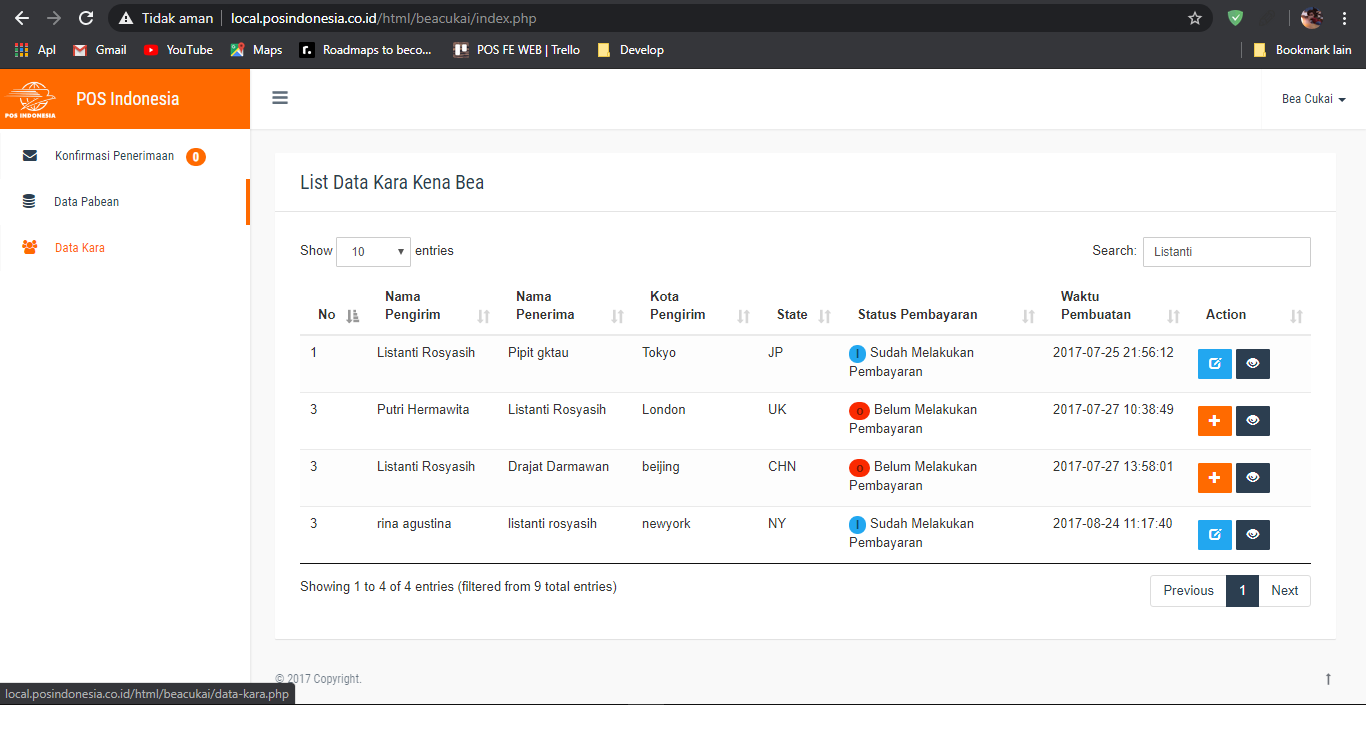 Tidak aman local.posindonesia.co.id/html/beacukai/index.php
Apl Gmail YouTube Maps r. Roadmaps to beco... POS FE WEB | Trello Develop Bookmark lain
POS INDONESIA POS Indonesia Bea Cukai
Konfirmasi Penerimaan 0
Data Pabean
Data Kara
List Data Kara Kena Bea
Show 10 entries Search: Listanti
No Nama Pengirim Nama Penerima Kota Pengirim State Status Pembayaran Waktu Pembuatan Action
1 Listanti Rosyasih Pipit gktau Tokyo JP I Sudah Melakukan Pembayaran 2017-07-25 21:56:12
3 Putri Hermawita Listanti Rosyasih London UK o Belum Melakukan Pembayaran 2017-07-27 10:38:49
3 Listanti Rosyasih Drajat Darmawan beijing CHN o Belum Melakukan Pembayaran 2017-07-27 13:58:01
3 rina agustina listanti rosyasih newyork NY I Sudah Melakukan Pembayaran 2017-08-24 11:17:40
Showing 1 to 4 of 4 entries (filtered from 9 total entries) Previous 1 Next
© 2017 Copyright.
local.posindonesia.co.id/html/beacukai/data-kara.php